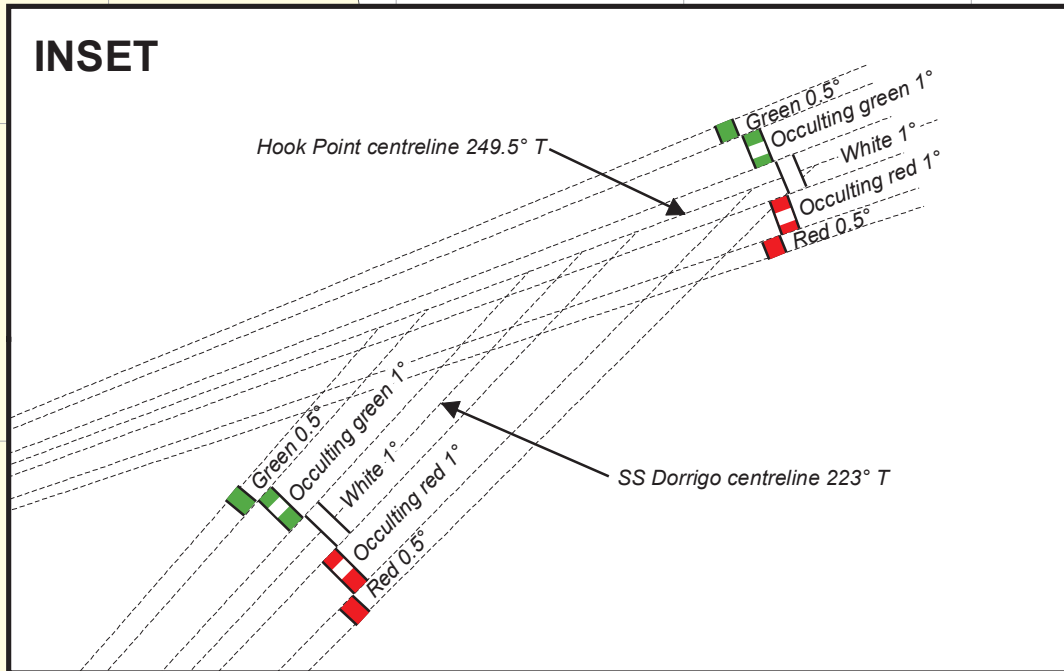 INSET
Hook Point centreline 249.5° T
Green 0.5°
Occulting green 1°
White 1°
Occulting red 1°
Red 0.5°
SS Dorrigo centreline 223° T
Green 0.5°
Occulting green 1°
White 1°
Occulting red 1°
Red 0.5°